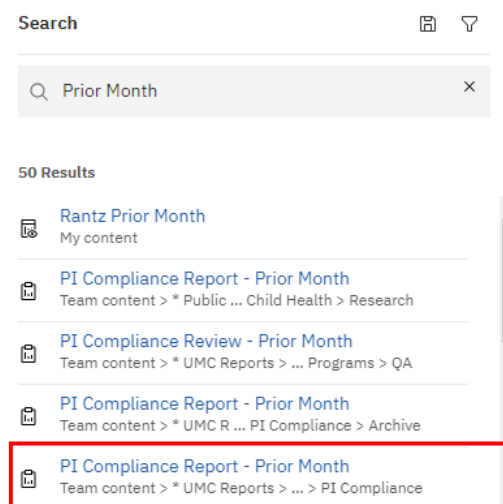 Search
Prior Month
50 Results
Rantz Prior Month
My content
PI Compliance Report - Prior Month
Team content > * Public ... Child Health > Research
PI Compliance Review - Prior Month
Team content > * UMC Reports > ... Programs > QA
PI Compliance Report - Prior Month
Team content > * UMC R ... PI Compliance > Archive
PI Compliance Report - Prior Month
Team content > * UMC Reports > ... > PI Compliance